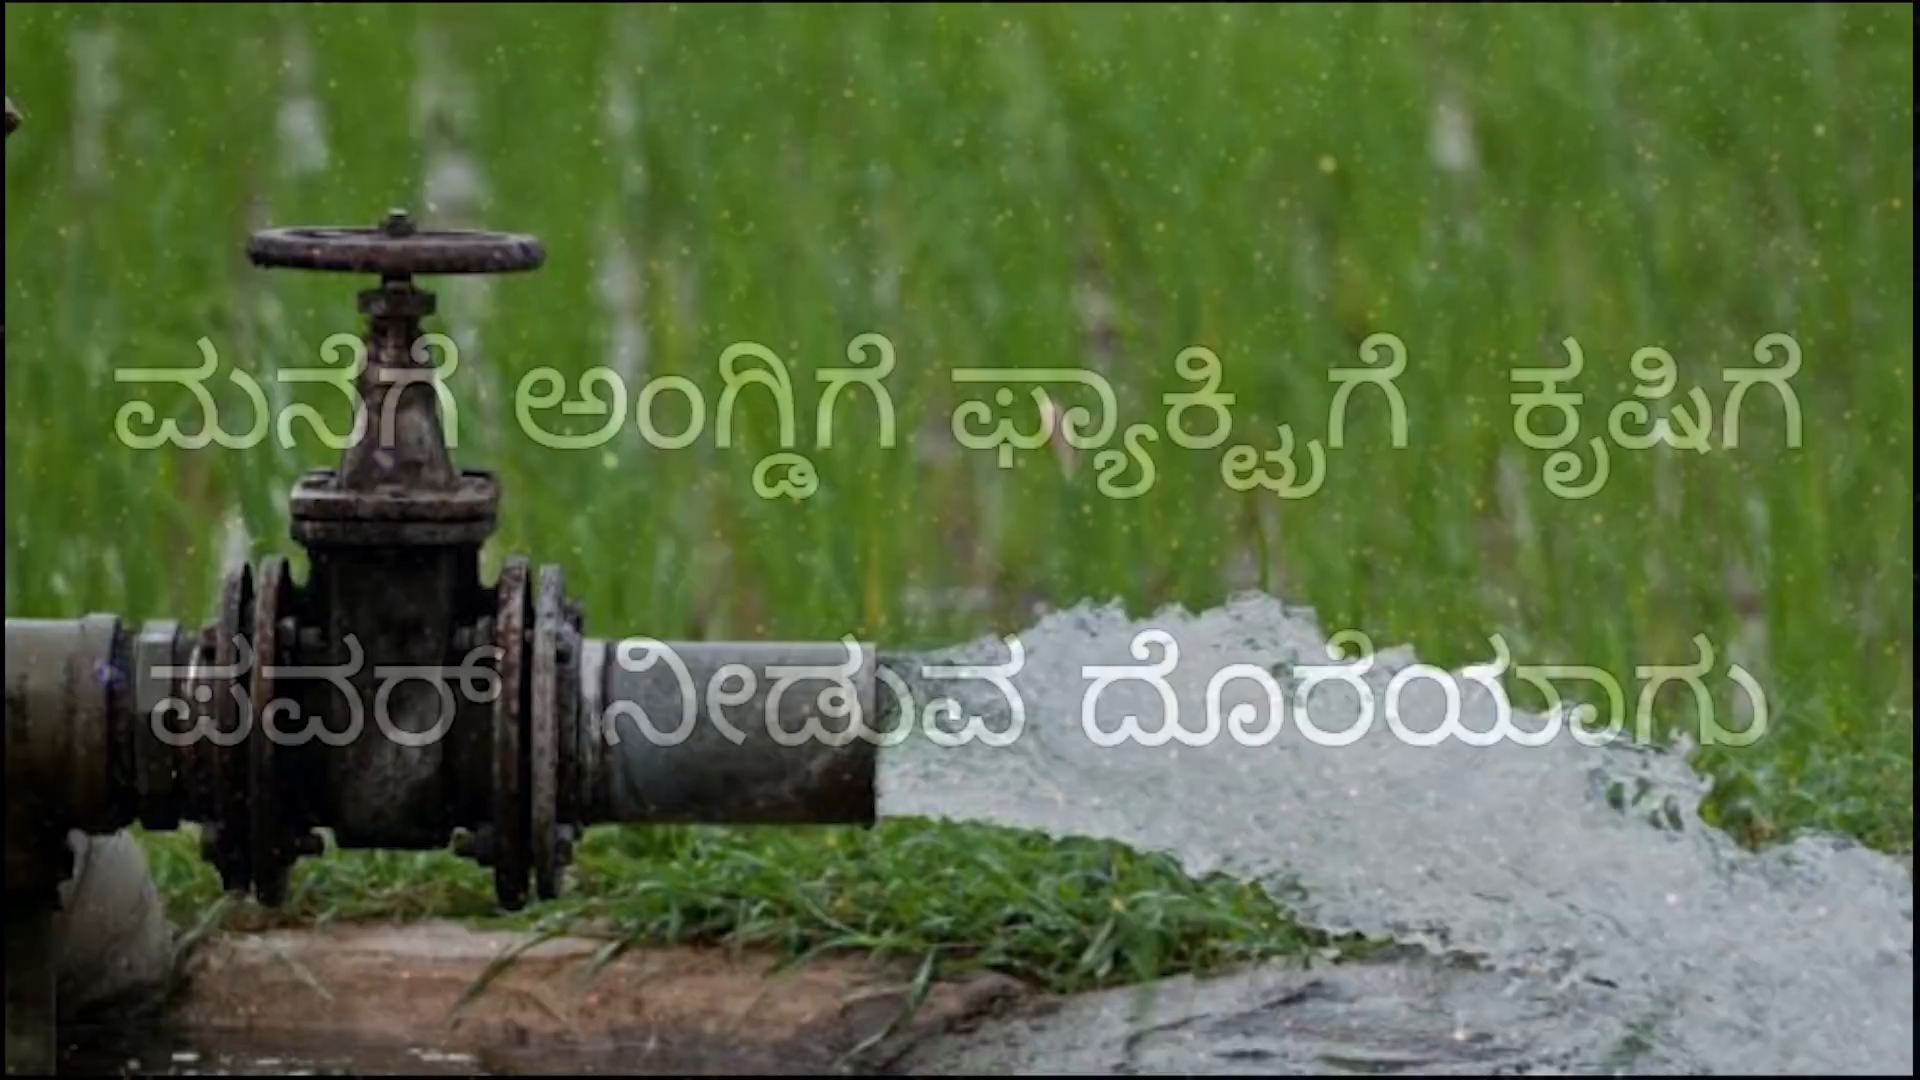 ಮನೆಗೆ ಅಂಗ್ಡಿಗೆ ಫ್ಯಾಕ್ಟ್ರಿಗೆ ಕೃಷಿಗೆ
ಪವರ್ ನೀಡುವ ದೊರೆಯಾಗು